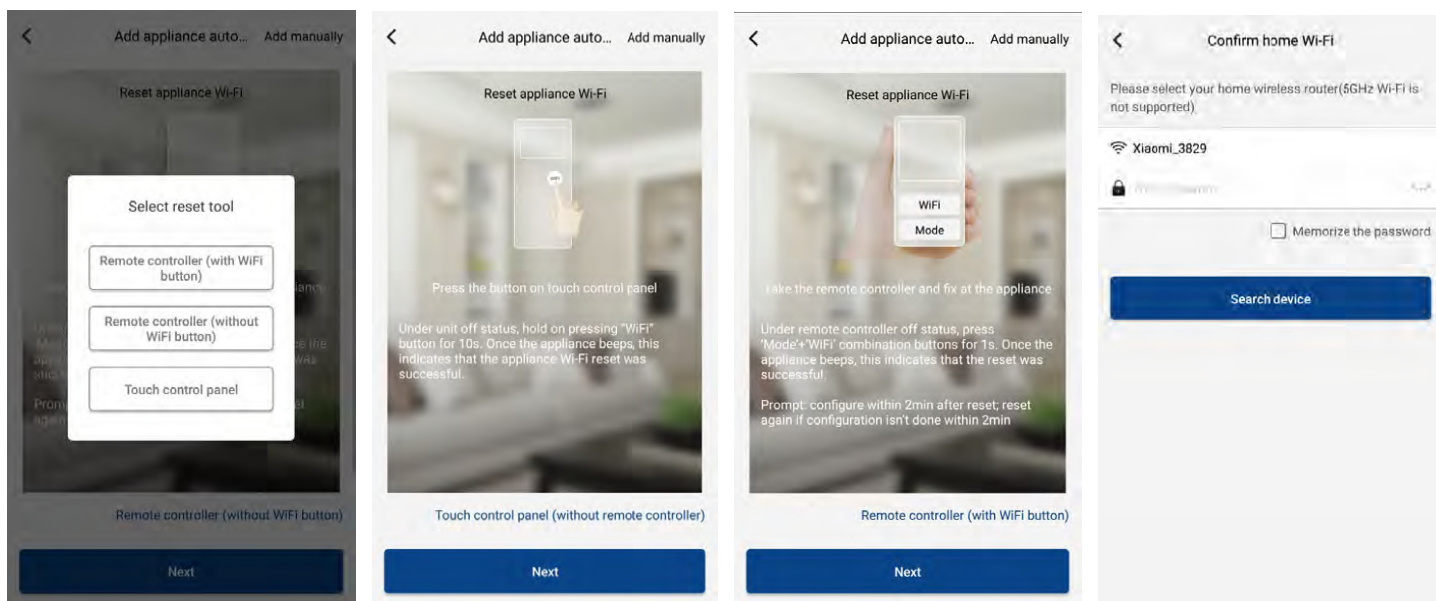 Add appliance auto... Add manually
Reset appliance Wi-Fi
Select reset tool
Remote controller (with WiFi
button)
Remote controller (without
WiFi button)
Touch control panel
Remote controller (without WiFi button)
Next
Add appliance auto... Add manually
Reset appliance Wi-Fi
WiFi
Press the button on touch control panel
Under unit off status, hold on pressing "WiFi"
button for 10s. Once the appliance beeps, this
indicates that the appliance Wi-Fi reset was
successful.
Touch control panel (without remote controller)
Next
Add appliance auto... Add manually
Reset appliance Wi-Fi
WiFi
Mode
Take the remote controller and fix at the appliance
Under remote controller off status, press
'Mode'+'WiFi' combination buttons for 1s. Once the
appliance beeps, this indicates that the reset was
successful.
Prompt: configure within 2min after reset; reset
again if configuration isn't done within 2min
Remote controller (with WiFi button)
Next
Confirm home Wi-Fi
Please select your home wireless router(5GHz Wi-Fi is
not supported)
Xiaomi_3829
Memorize the password
Search device